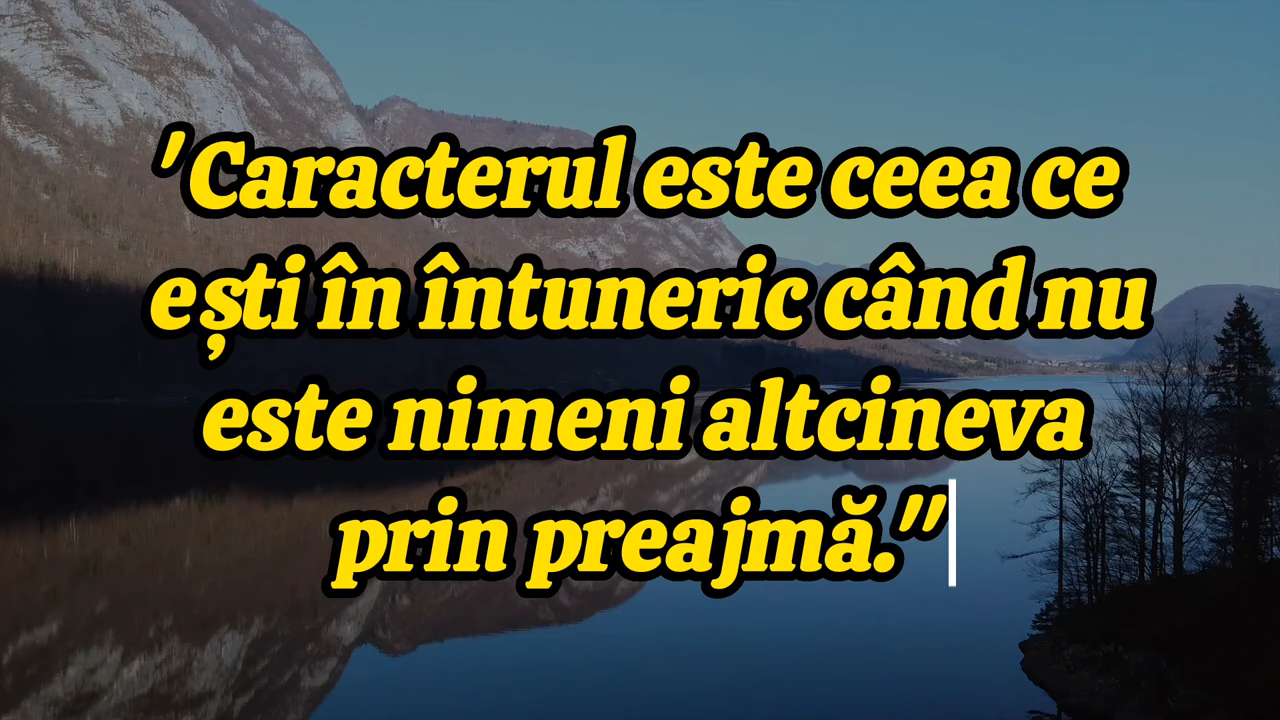 'Caracterul este ceea ce
ești în întuneric când nu
este nimeni altcineva
prin preajmă."